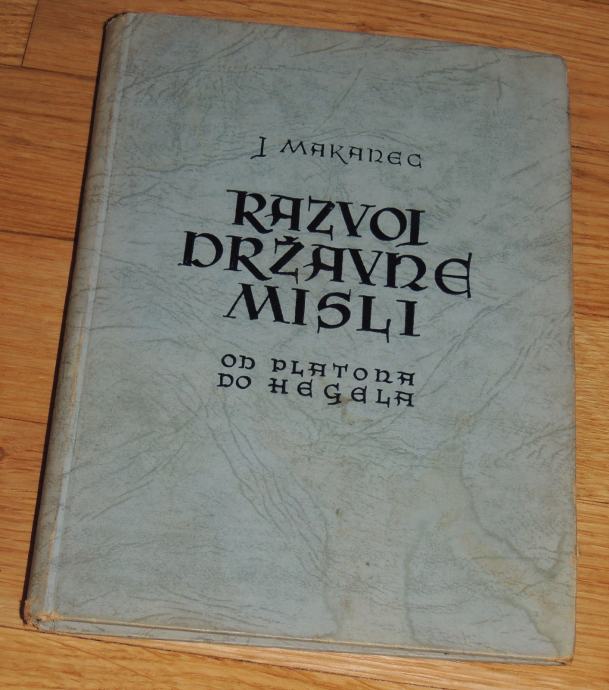 J MAKANEC
RAZVOJ
DRŽAVNE
MISLI
OD PLATONA
DO HEGELA